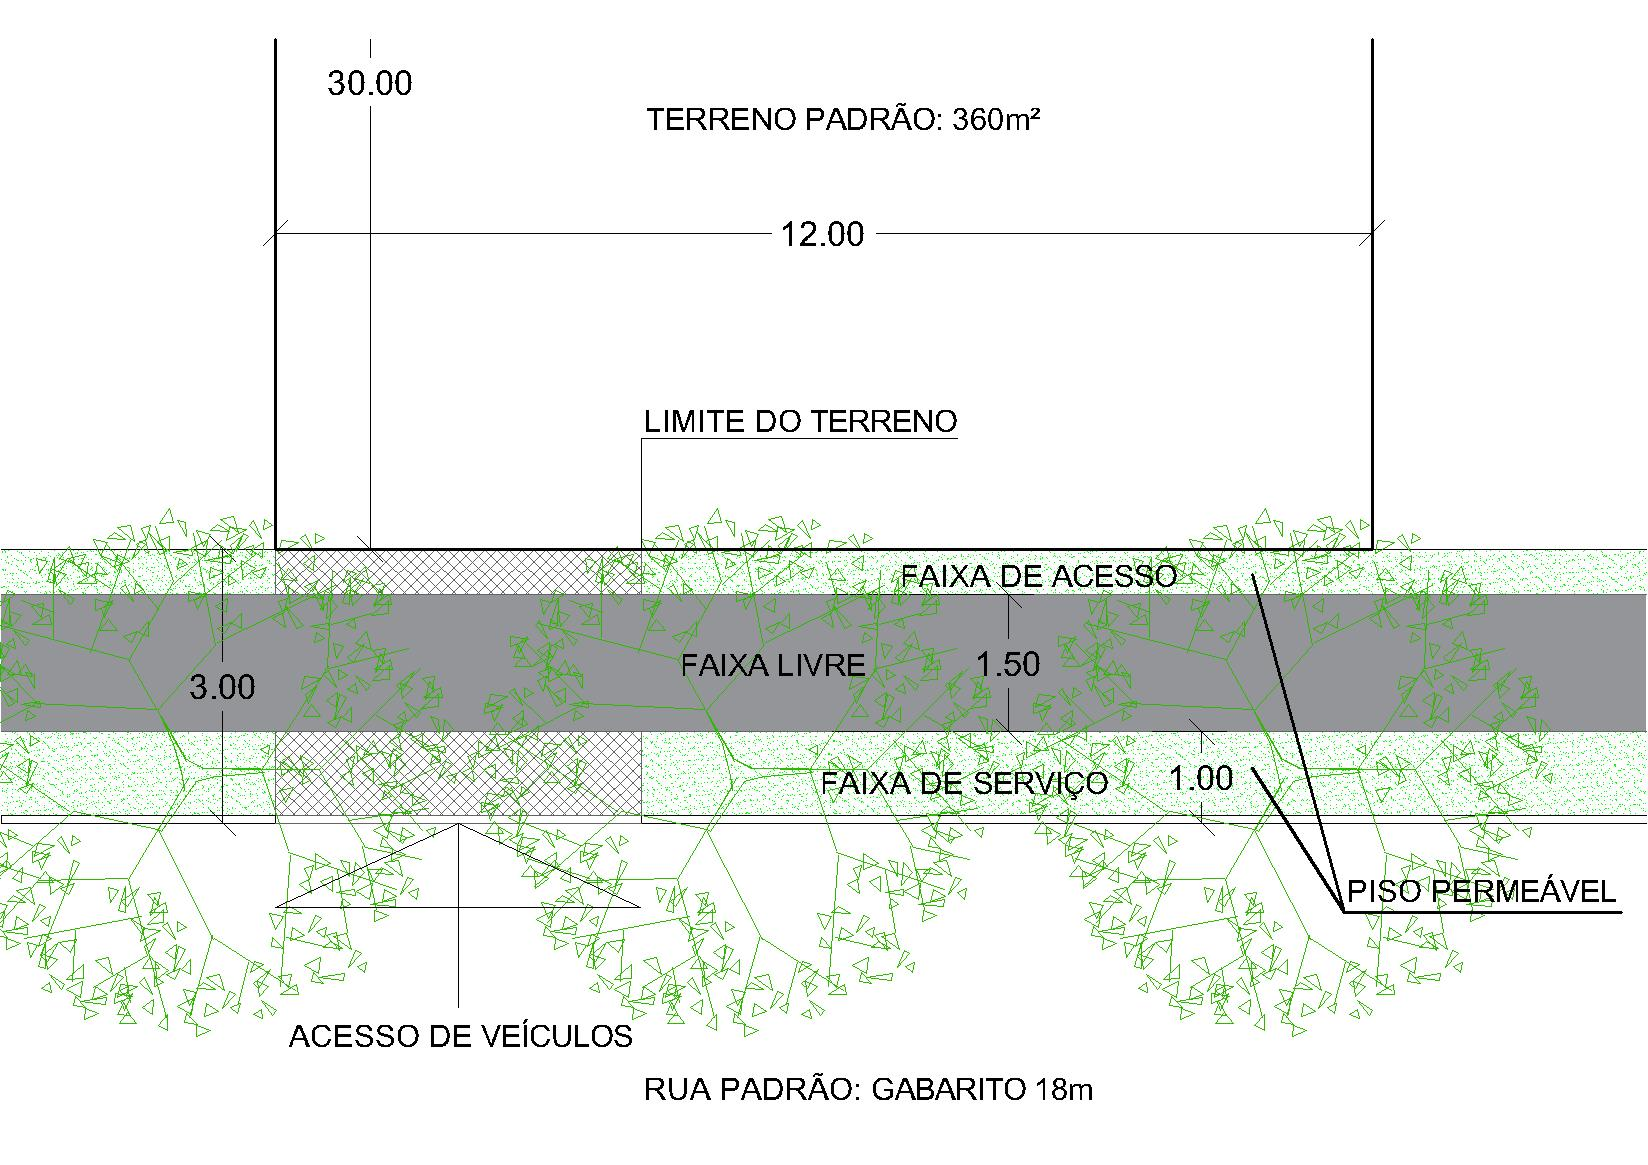 30.00
TERRENO PADRÃO: 360m²
12.00
LIMITE DO TERRENO
FAIXA DE ACESSO
FAIXA LIVRE
1.50
3.00
FAIXA DE SERVIÇO
1.00
PISO PERMEÁVEL
ACESSO DE VEÍCULOS
RUA PADRÃO: GABARITO 18m